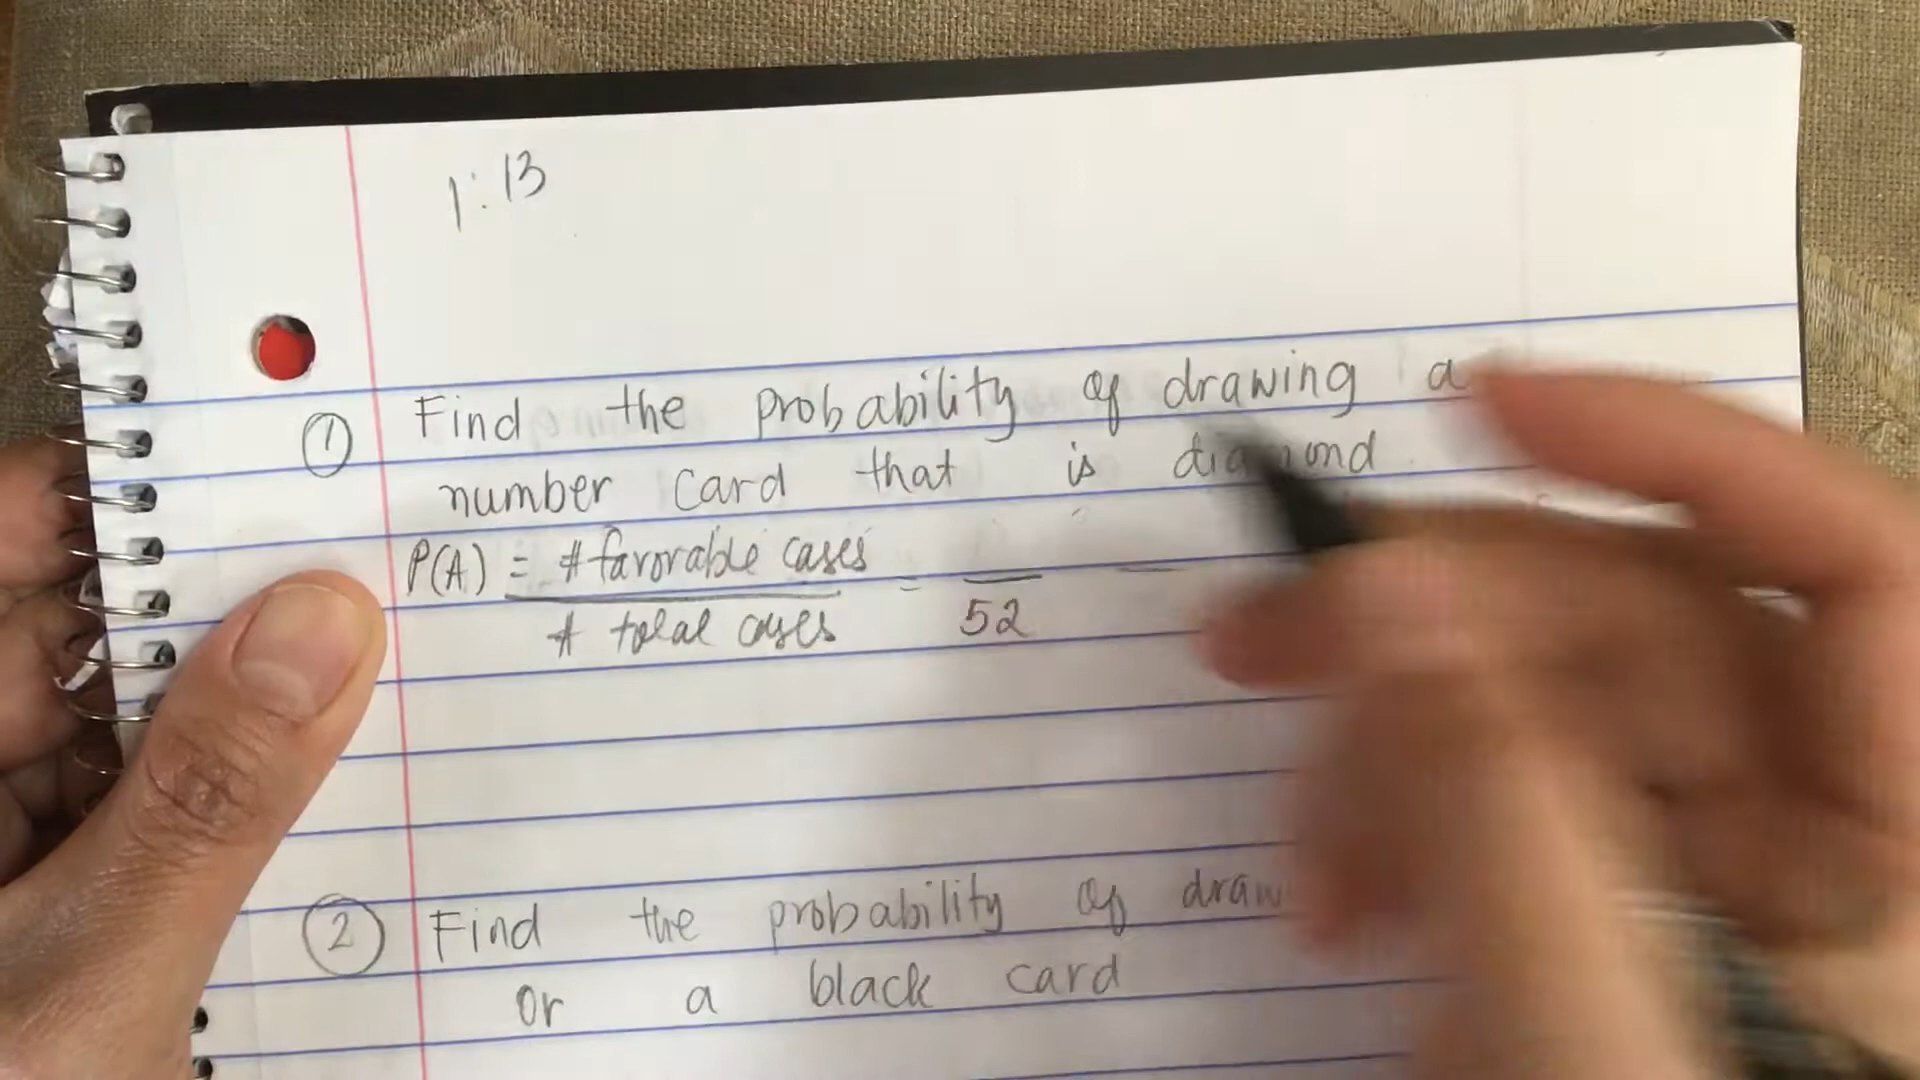 1:13
① Find the probability of drawing a
number card that is diamond
P(A) = # favorable cases
# total cases
= 52
② Find the probability of
or a black card